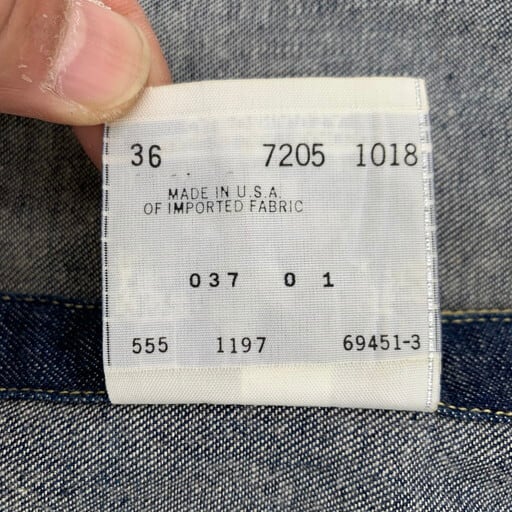 36 7205 1018
MADE IN U.S.A.
OF IMPORTED FABRIC
037 0 1
555 1197 69451-3